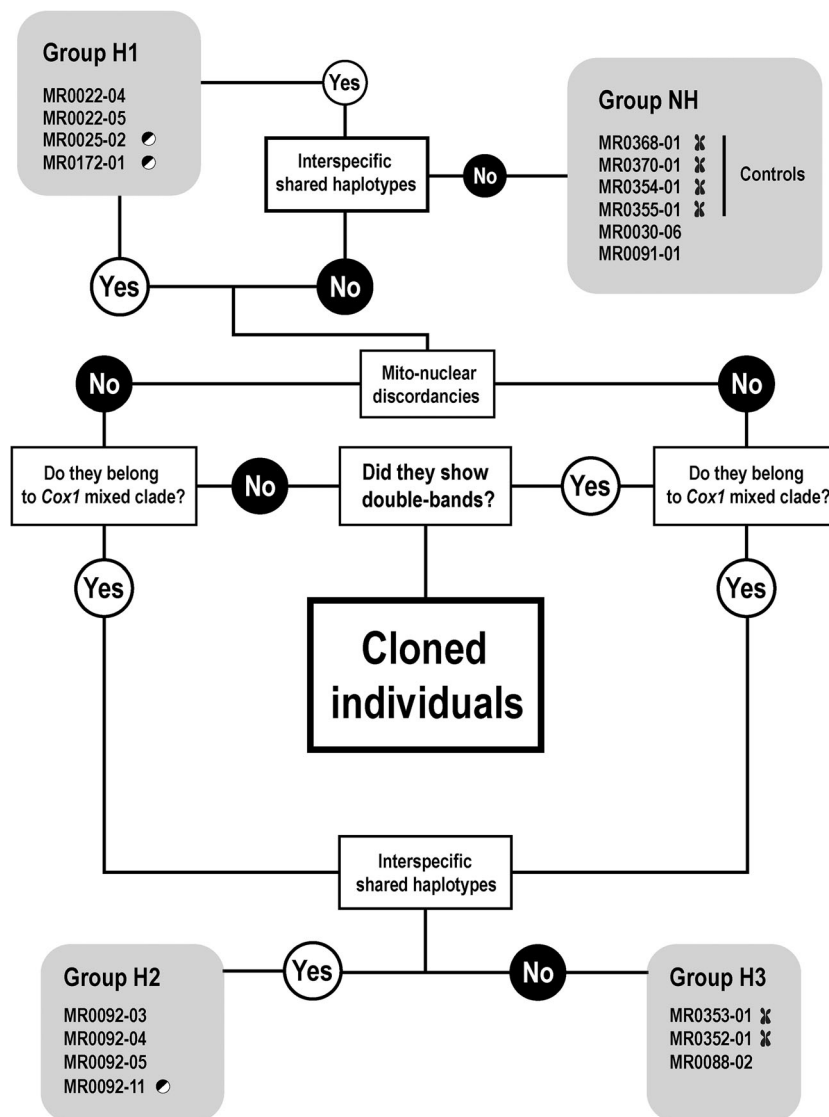 Group H1
MR0022-04
MR0022-05
MR0025-02
MR0172-01
Yes
Interspecific
shared haplotypes
No
Group NH
MR0368-01
MR0370-01
MR0354-01
MR0355-01
MR0030-06
MR0091-01
Controls
Yes
No
Mito-nuclear
discordancies
No
No
Do they belong
to Cox1 mixed clade?
No
Did they show
double-bands?
Yes
Do they belong
to Cox1 mixed clade?
Yes
Yes
Cloned
individuals
Interspecific
shared haplotypes
Group H2
MR0092-03
MR0092-04
MR0092-05
MR0092-11
Yes
No
Group H3
MR0353-01
MR0352-01
MR0088-02